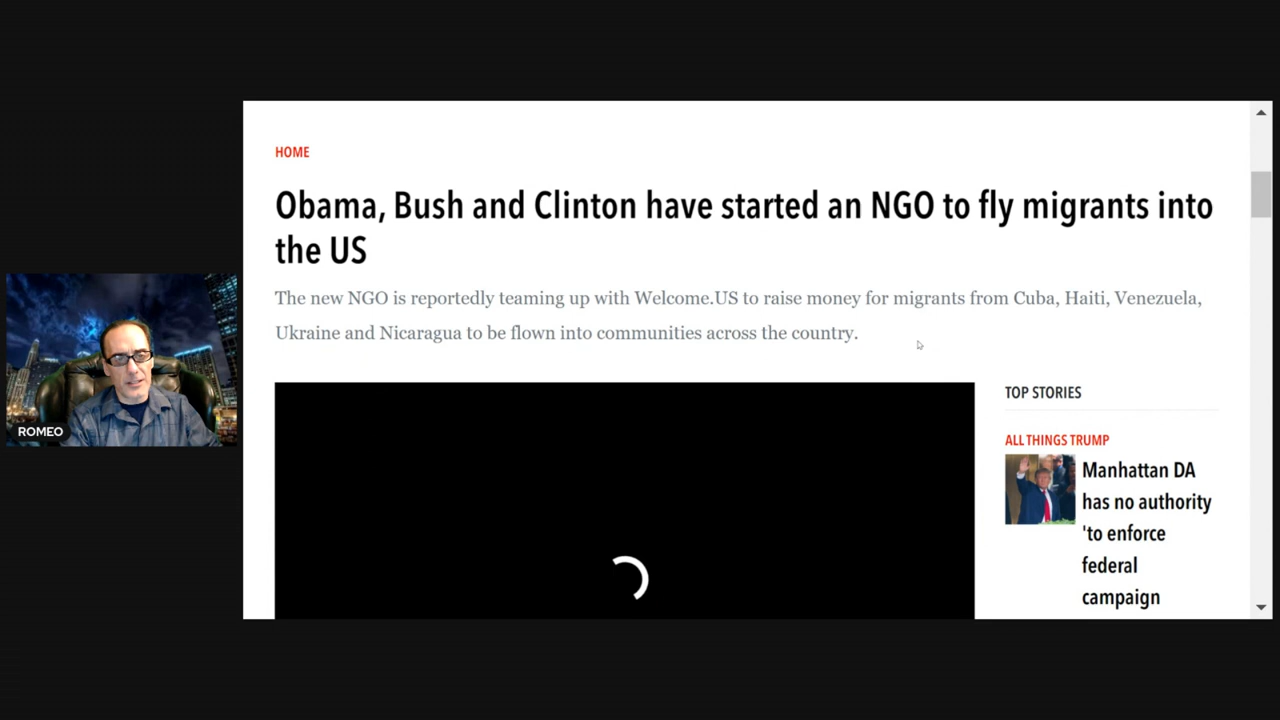 HOME
Obama, Bush and Clinton have started an NGO to fly migrants into
the US
The new NGO is reportedly teaming up with Welcome.US to raise money for migrants from Cuba, Haiti, Venezuela,
Ukraine and Nicaragua to be flown into communities across the country.
TOP STORIES
ALL THINGS TRUMP
Manhattan DA
has no authority
'to enforce
federal
campaign
ROMEO